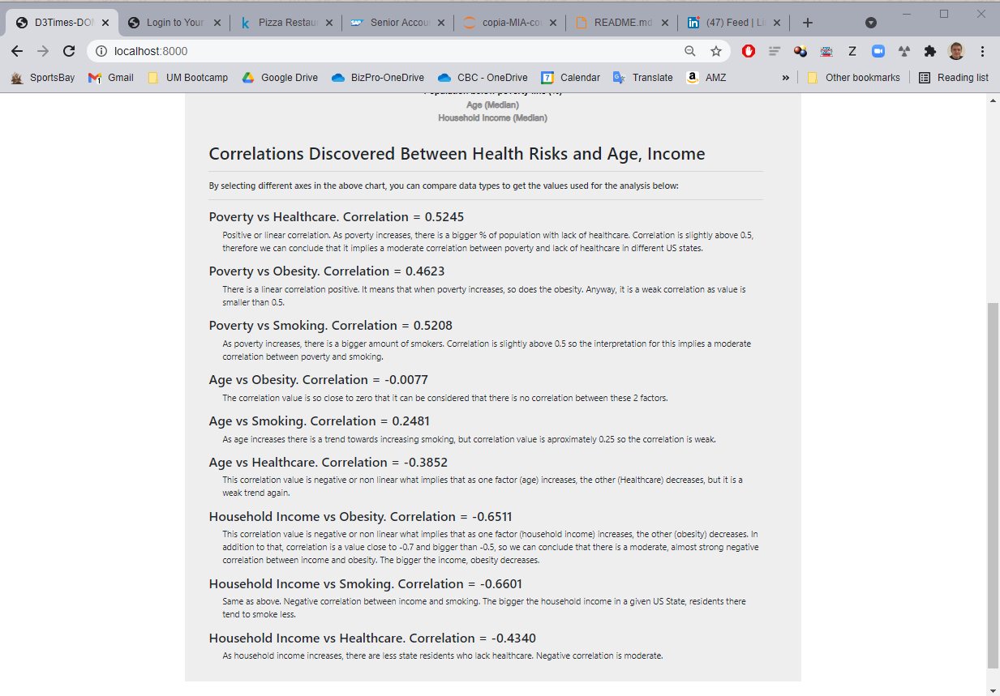 D3Times-DOM
Login to Your
Pizza Restau
Senior Accou
copia-MIA-co
README.md
(47) Feed | Li
localhost:8000
SportsBay
Gmail
UM Bootcamp
Google Drive
BizPro-OneDrive
CBC - OneDrive
Calendar
Translate
AMZ
»
Other bookmarks
Reading list
Population below poverty line (%)
Age (Median)
Household Income (Median)
Correlations Discovered Between Health Risks and Age, Income
By selecting different axes in the above chart, you can compare data types to get the values used for the analysis below:
Poverty vs Healthcare. Correlation = 0.5245
Positive or linear correlation. As poverty increases, there is a bigger % of population with lack of healthcare. Correlation is slightly above 0.5,
therefore we can conclude that it implies a moderate correlation between poverty and lack of healthcare in different US states.
Poverty vs Obesity. Correlation = 0.4623
There is a linear correlation positive. It means that when poverty increases, so does the obesity. Anyway, it is a weak correlation as value is
smaller than 0.5.
Poverty vs Smoking. Correlation = 0.5208
As poverty increases, there is a bigger amount of smokers. Correlation is slightly above 0.5 so the interpretation for this implies a moderate
correlation between poverty and smoking.
Age vs Obesity. Correlation = -0.0077
The correlation value is so close to zero that it can be considered that there is no correlation between these 2 factors.
Age vs Smoking. Correlation = 0.2481
As age increases there is a trend towards increasing smoking, but correlation value is aproximately 0.25 so the correlation is weak.
Age vs Healthcare. Correlation = -0.3852
This correlation value is negative or non linear what implies that as one factor (age) increases, the other (Healthcare) decreases, but it is a
weak trend again.
Household Income vs Obesity. Correlation = -0.6511
This correlation value is negative or non linear what implies that as one factor (household income) increases, the other (obesity) decreases. In
addition to that, correlation is a value close to -0.7 and bigger than -0.5, so we can conclude that there is a moderate, almost strong negative
correlation between income and obesity. The bigger the income, obesity decreases.
Household Income vs Smoking. Correlation = -0.6601
Same as above. Negative correlation between income and smoking. The bigger the household income in a given US State, residents there
tend to smoke less.
Household Income vs Healthcare. Correlation = -0.4340
As household income increases, there are less state residents who lack healthcare. Negative correlation is moderate.